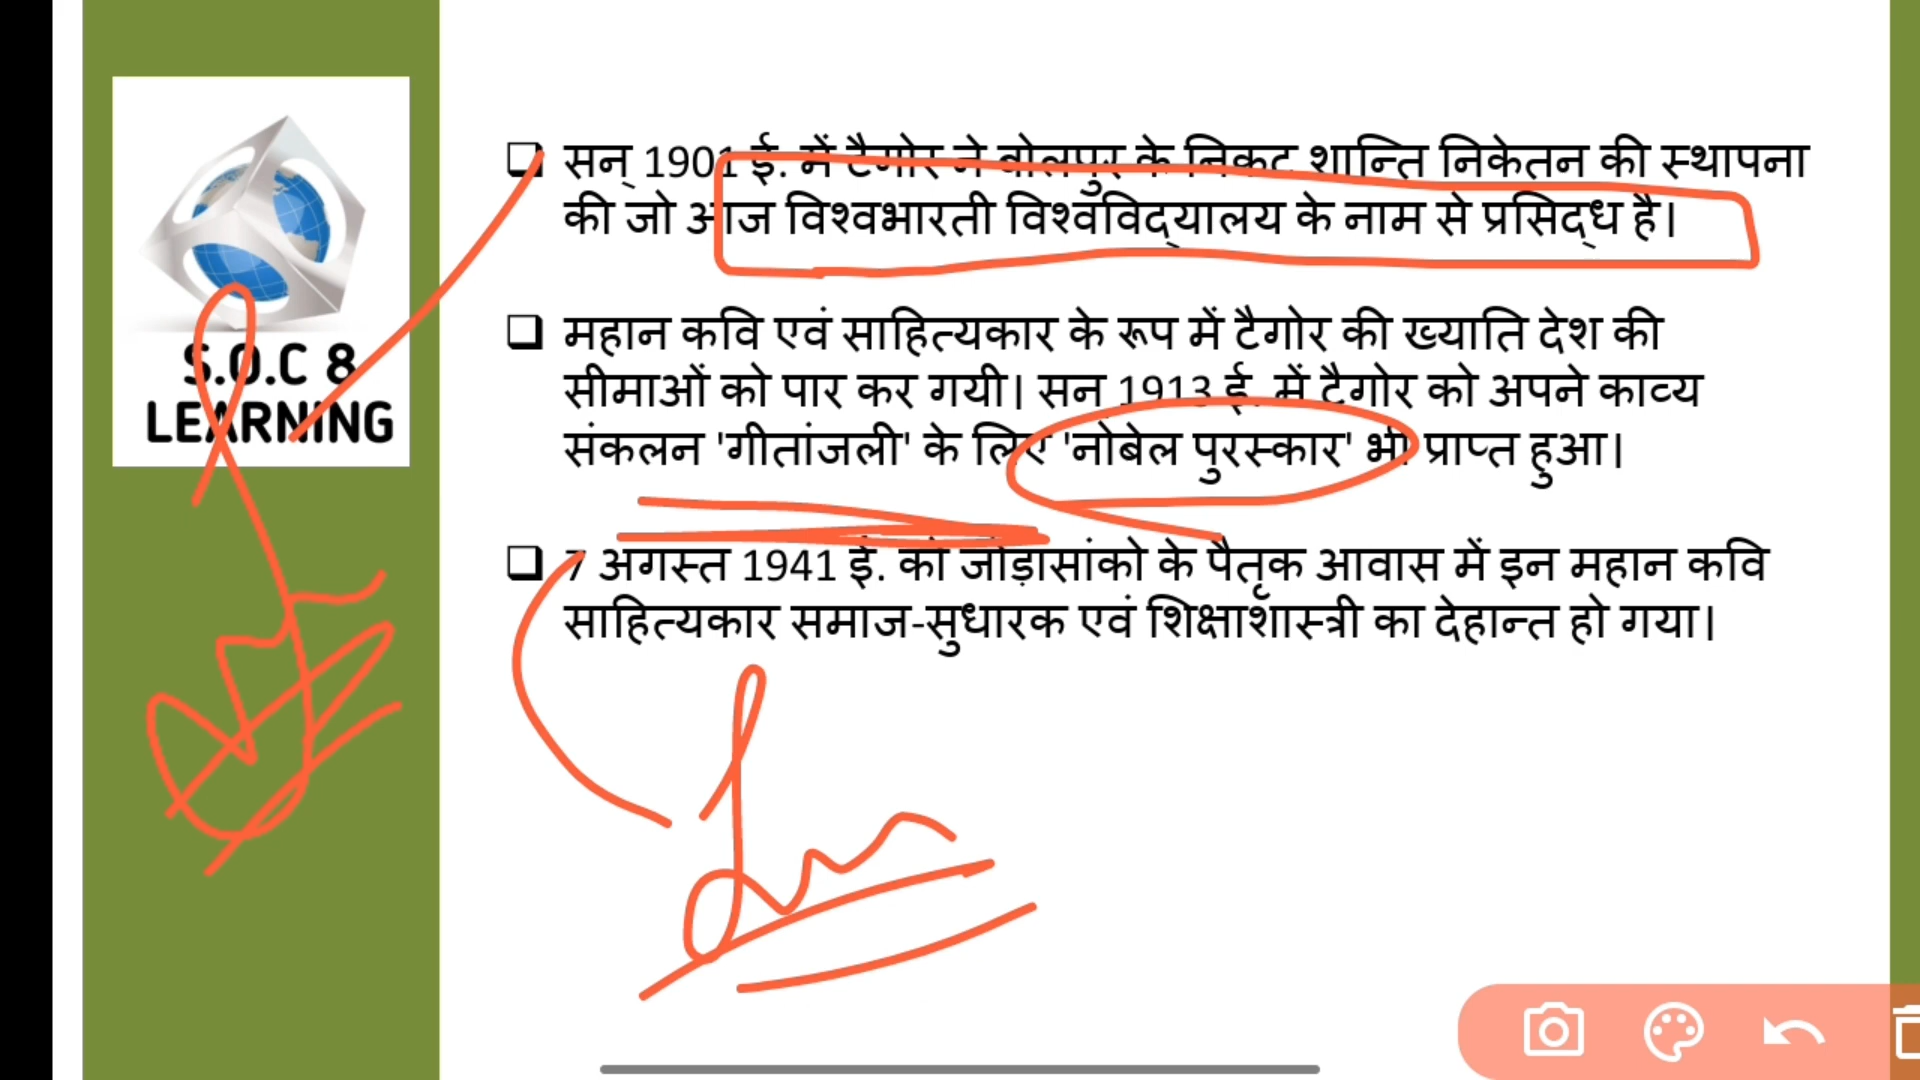 S.O.C 8
LEARNING
सन् 1901 ई. में टैगोर ने बोलपुर के निकट शान्ति निकेतन की स्थापना
की जो आज विश्वभारती विश्वविद्यालय के नाम से प्रसिद्ध है।
महान कवि एवं साहित्यकार के रूप में टैगोर की ख्याति देश की
सीमाओं को पार कर गयी। सन् 1913 ई. में टैगोर को अपने काव्य
संकलन 'गीतांजली' के लिए 'नोबेल पुरस्कार' भी प्राप्त हुआ।
7 अगस्त 1941 ई. को जोड़ासांको के पैतृक आवास में इन महान कवि
साहित्यकार समाज-सुधारक एवं शिक्षाशास्त्री का देहान्त हो गया।